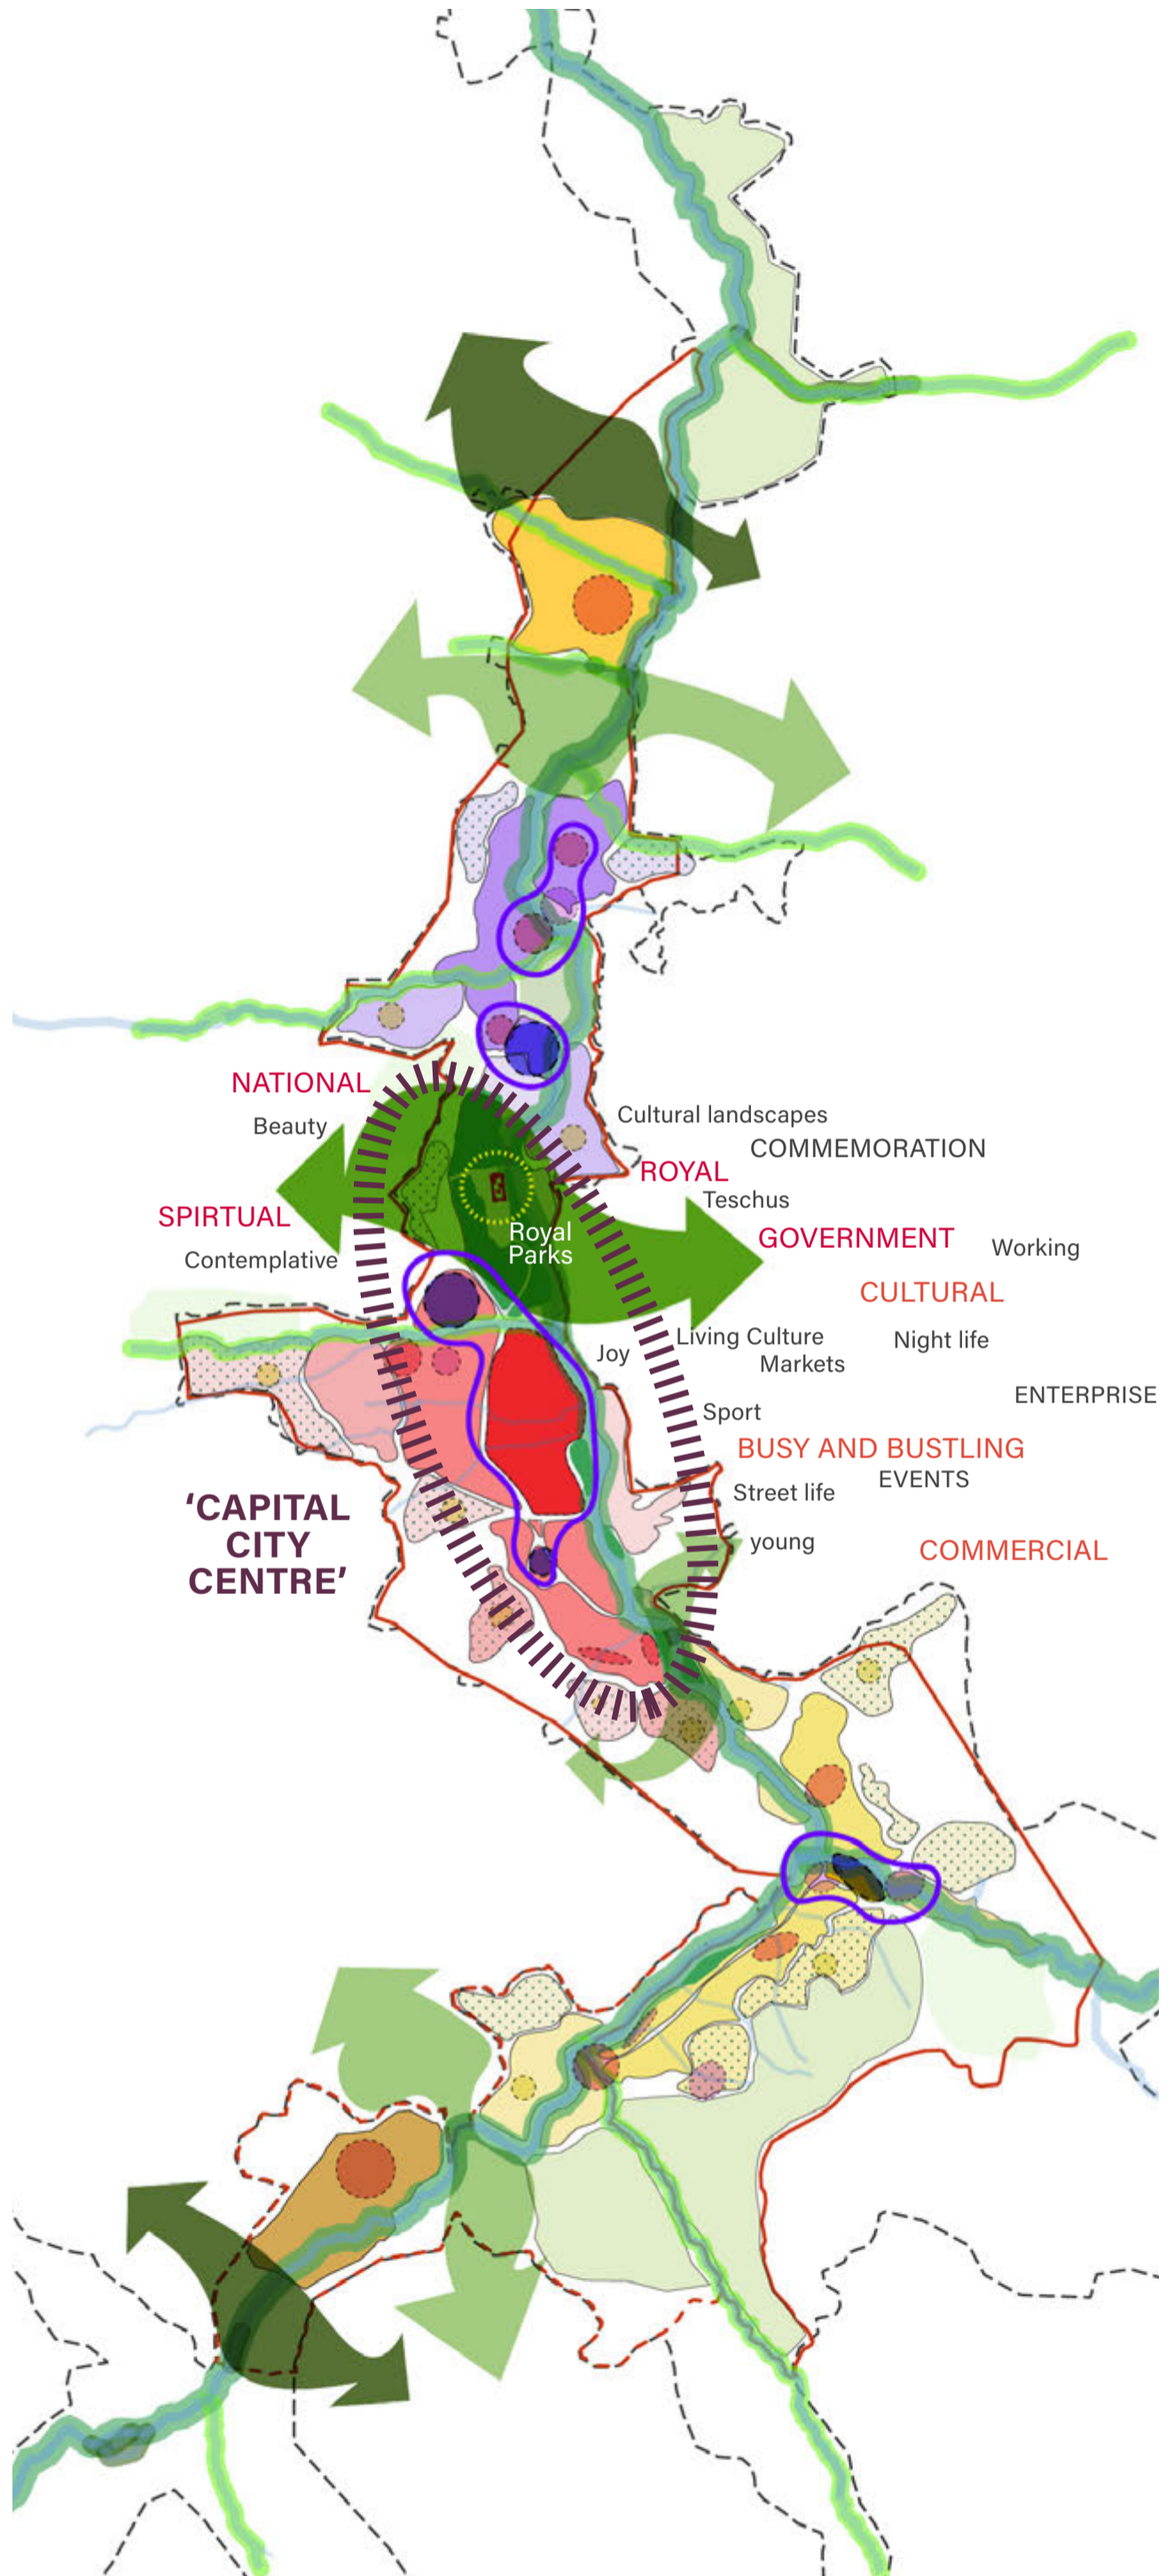 NATIONAL
Beauty
Cultural landscapes
COMMEMORATION
ROYAL
Teschus
SPIRTUAL
Contemplative
Royal
Parks
GOVERNMENT
Working
CULTURAL
Living Culture
Night life
Joy
Markets
ENTERPRISE
Sport
BUSY AND BUSTLING
EVENTS
Street life
young
COMMERCIAL
‘CAPITAL
CITY
CENTRE’